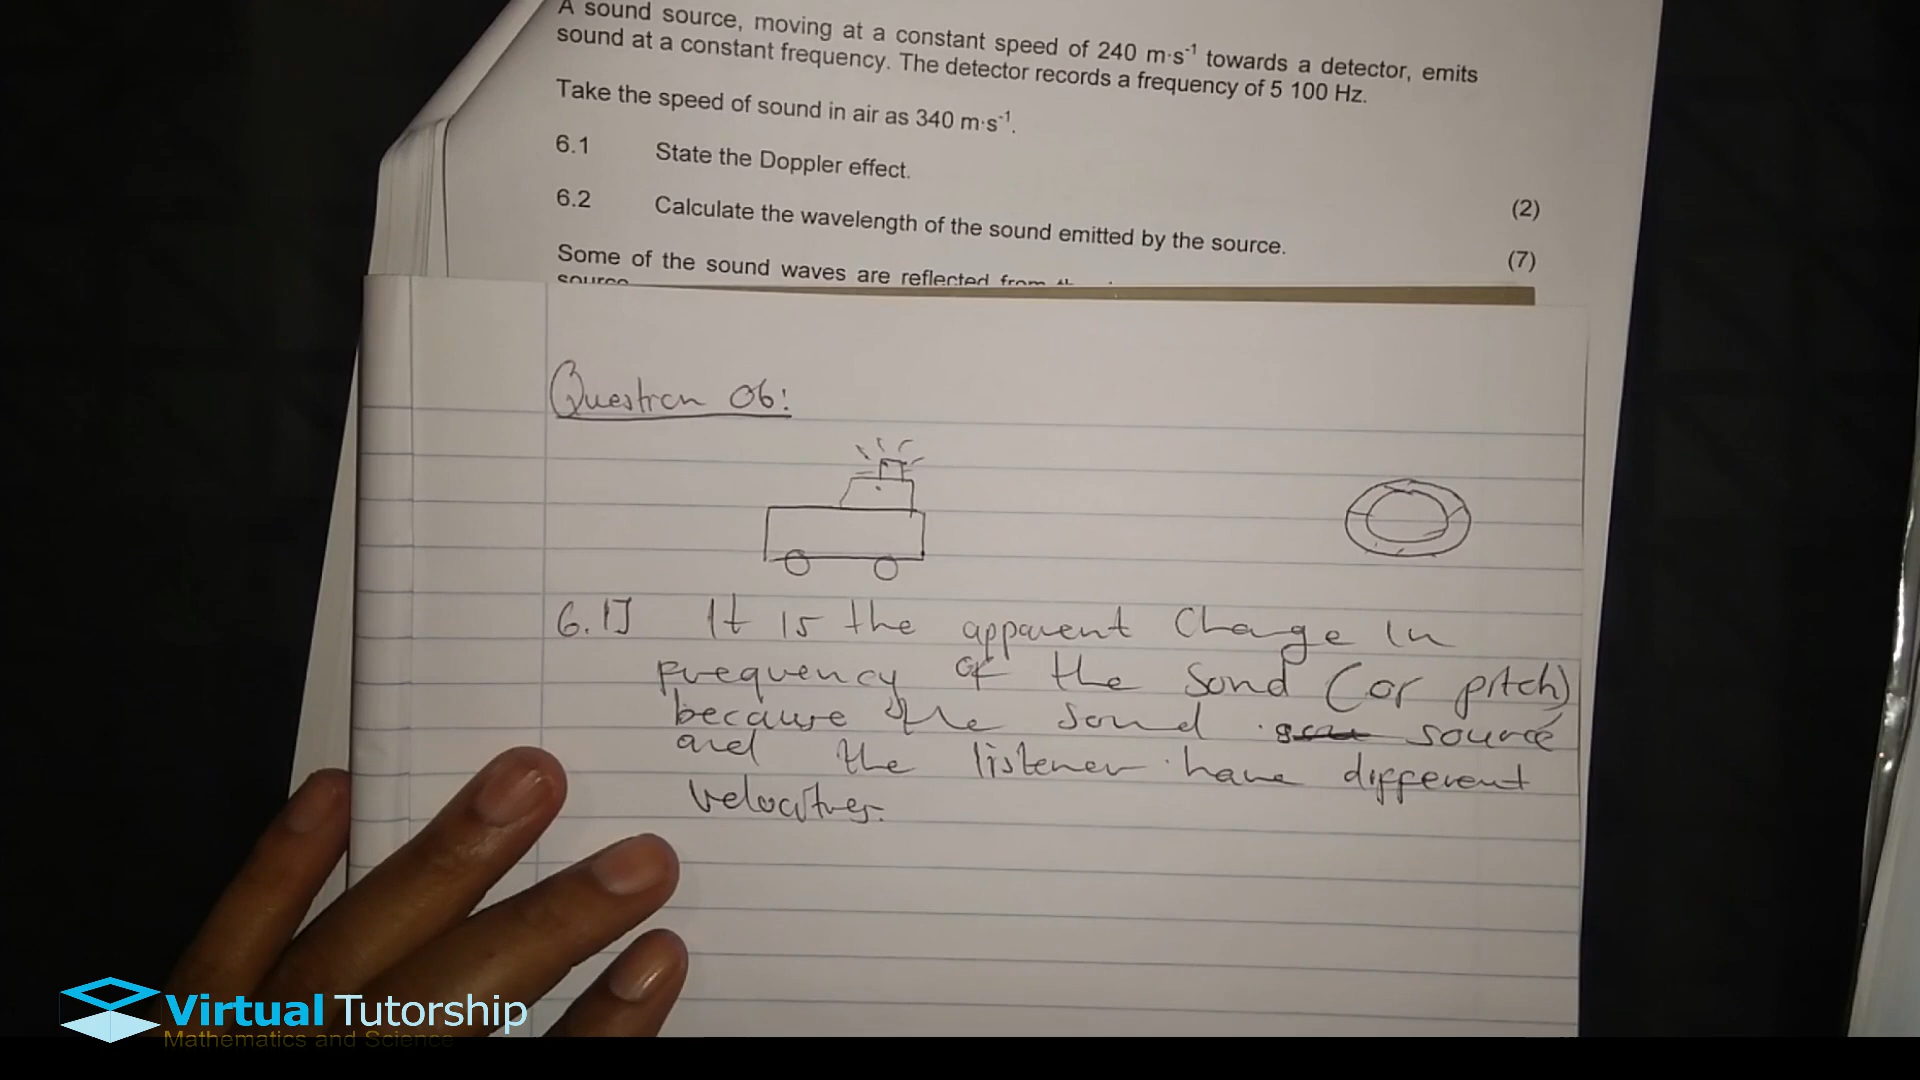 A sound source, moving at a constant speed of 240 m·s⁻¹ towards a detector, emits
sound at a constant frequency. The detector records a frequency of 5 100 Hz.
Take the speed of sound in air as 340 m·s⁻¹.
6.1 State the Doppler effect.
(2)
6.2 Calculate the wavelength of the sound emitted by the source.
(7)
Some of the sound waves are reflected from
source
Question 06:
6.1] It is the apparent change in
frequency of the sond (or pitch)
because the sond source
and the listener have different
velocities.
Virtual Tutorship
Mathematics and Science